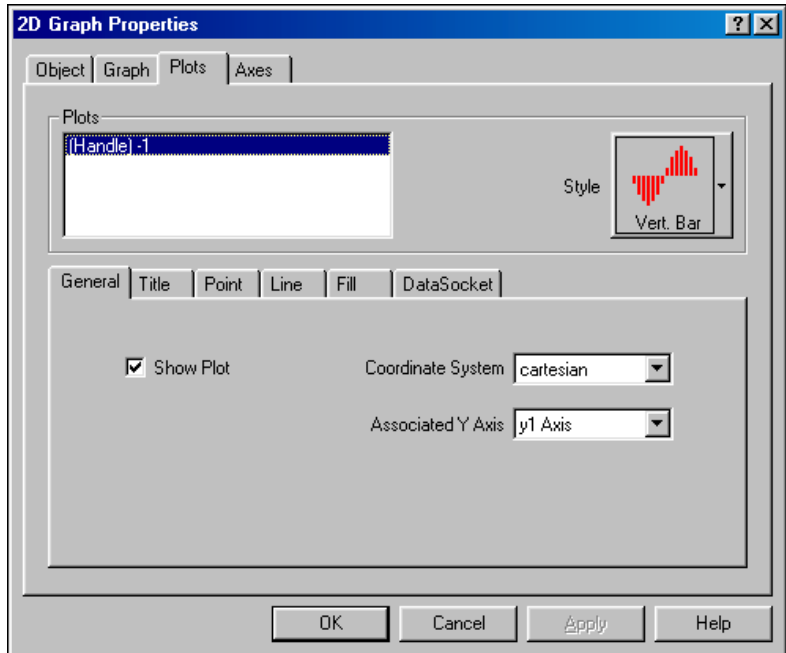 2D Graph Properties
Object Graph Plots Axes
Plots
(Handle) -1
Style
Vert. Bar
General Title Point Line Fill DataSocket
Show Plot
Coordinate System cartesian
Associated Y Axis y1 Axis
OK Cancel Apply Help